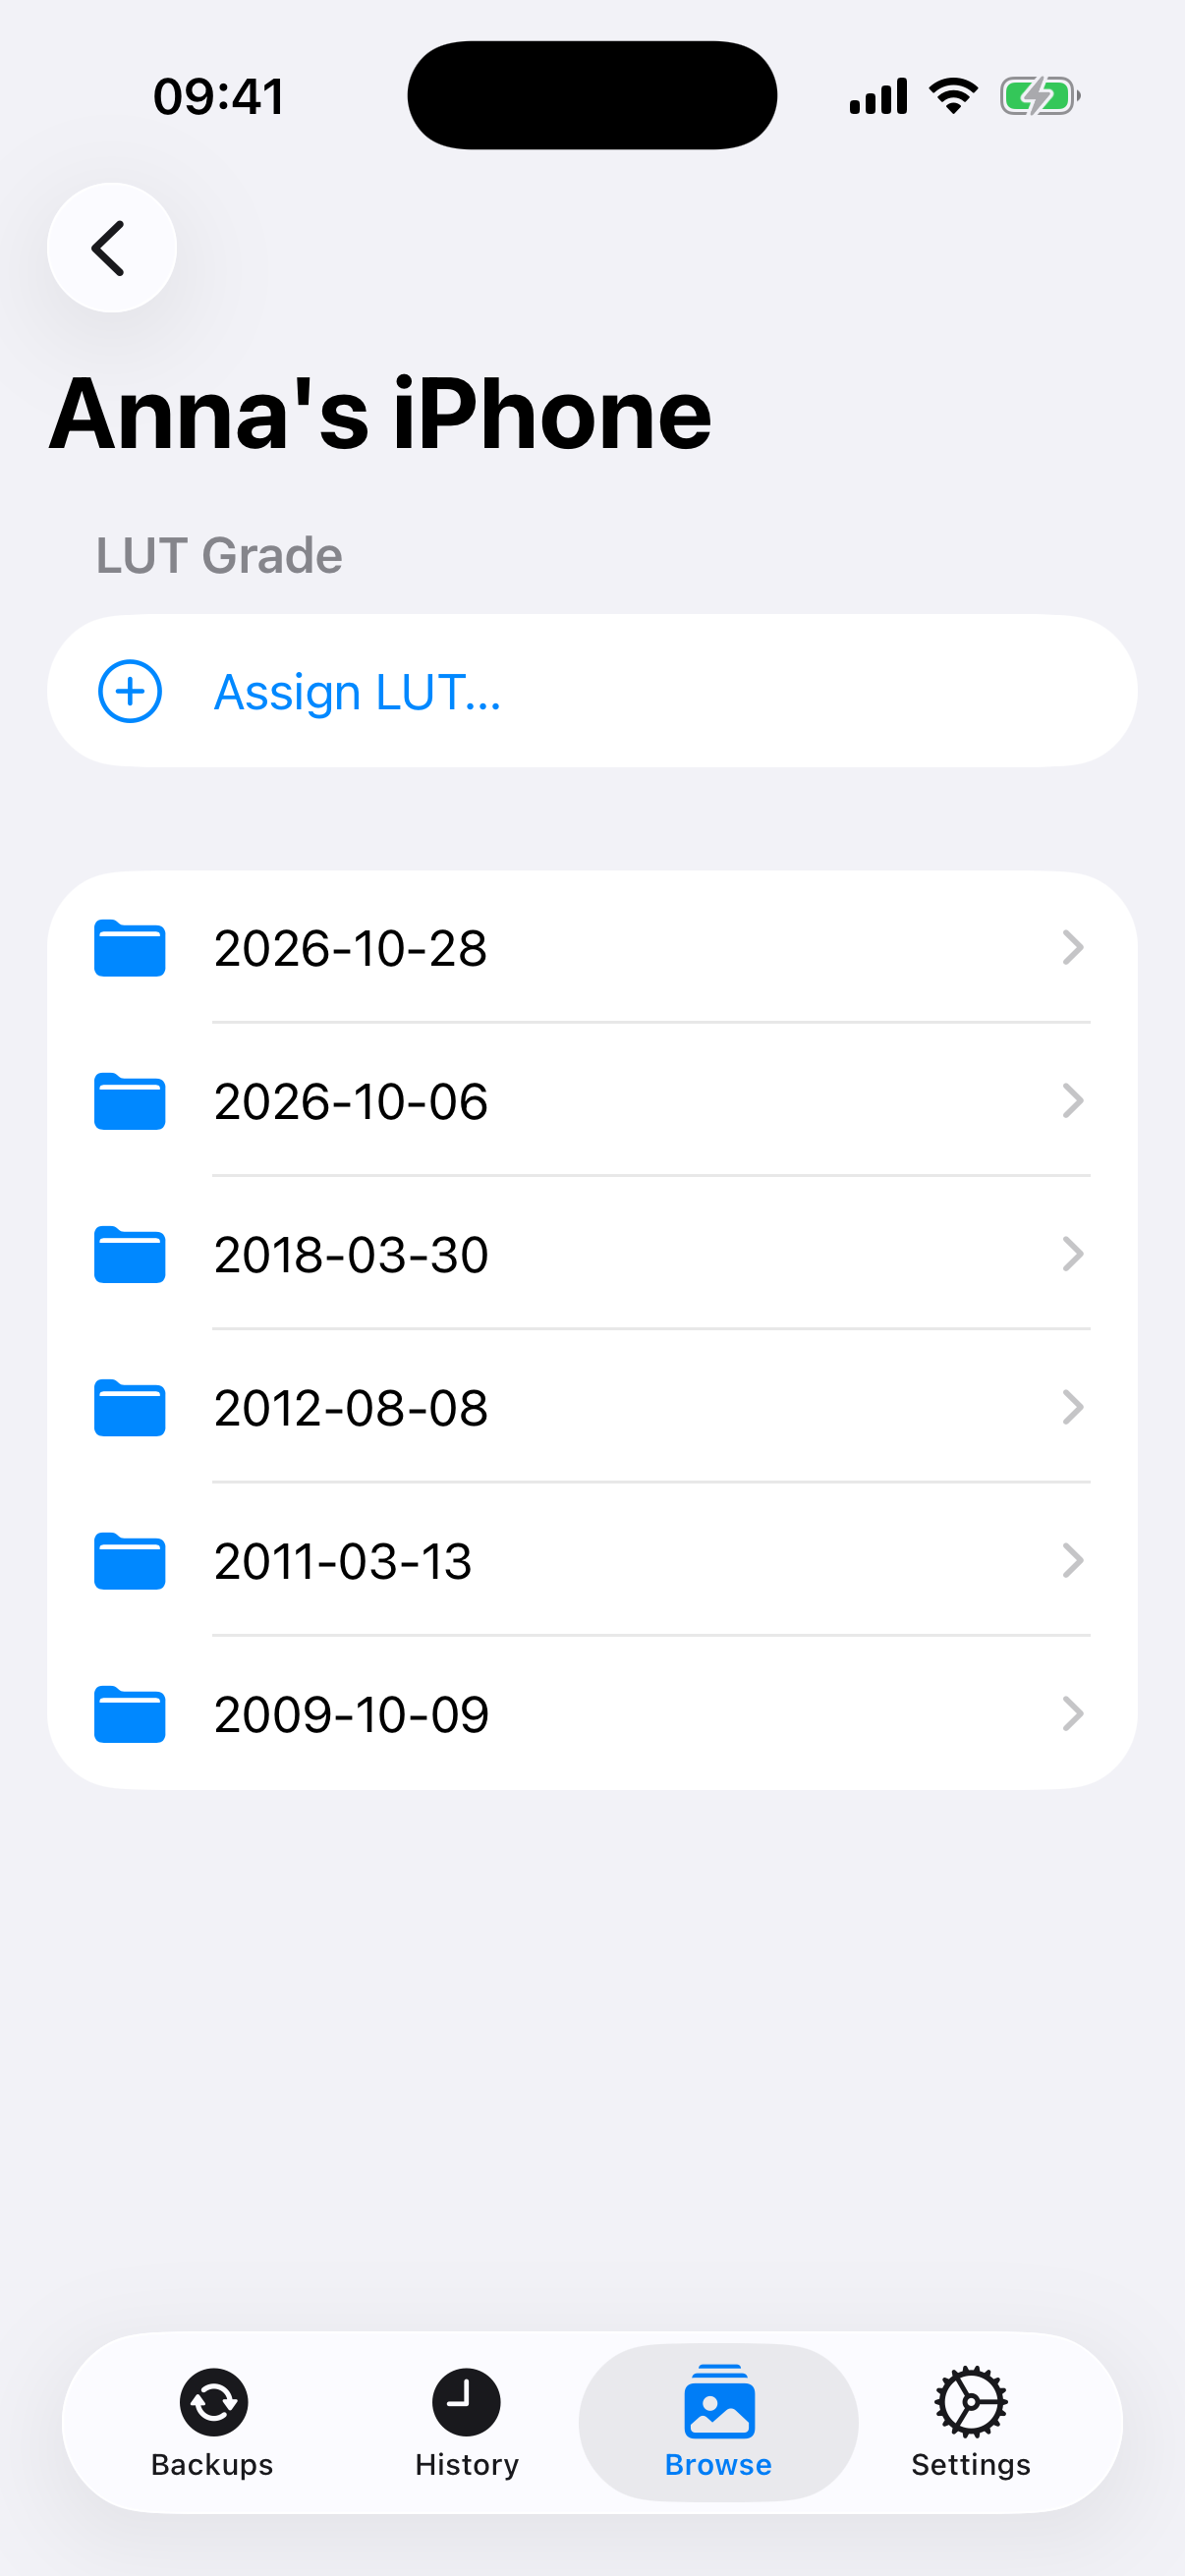 09:41
Anna's iPhone
LUT Grade
Assign LUT...
2026-10-28
2026-10-06
2018-03-30
2012-08-08
2011-03-13
2009-10-09
Backups
History
Browse
Settings